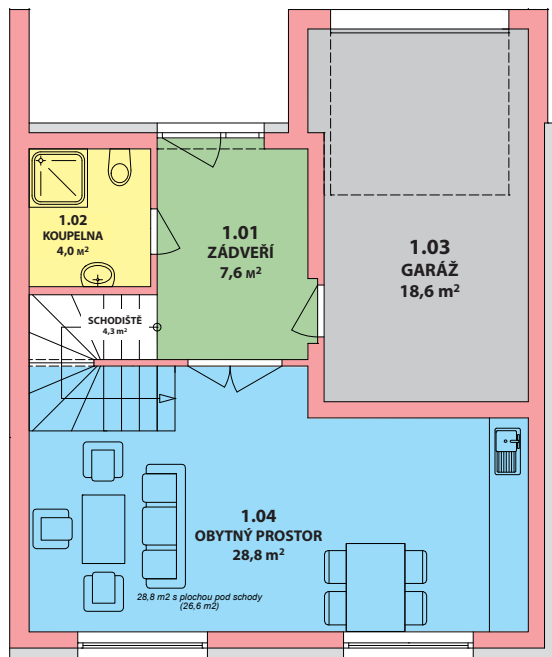 1.02
KOUPELNA
4,0 M²
1.01
ZÁDVEŘÍ
7,6 M²
1.03
GARÁŽ
18,6 m²
SCHODIŠTĚ
4,3 m²
1.04
OBYTNÝ PROSTOR
28,8 m²
28,8 m2 s plochou pod schody
(26,6 m2)